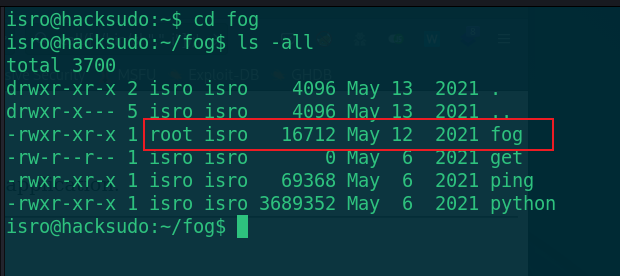 isro@hacksudo:~$ cd fog
isro@hacksudo:~/fog$ ls -all
total 3700
drwxr-xr-x 2 isro isro    4096 May 13  2021 .
drwxr-x--- 5 isro isro    4096 May 13  2021 ..
-rwxr-xr-x 1 root isro   16712 May 12  2021 fog
-rw-r--r-- 1 isro isro       0 May  6  2021 get
-rwxr-xr-x 1 isro isro   69368 May  6  2021 ping
-rwxr-xr-x 1 isro isro 3689352 May  6  2021 python
isro@hacksudo:~/fog$